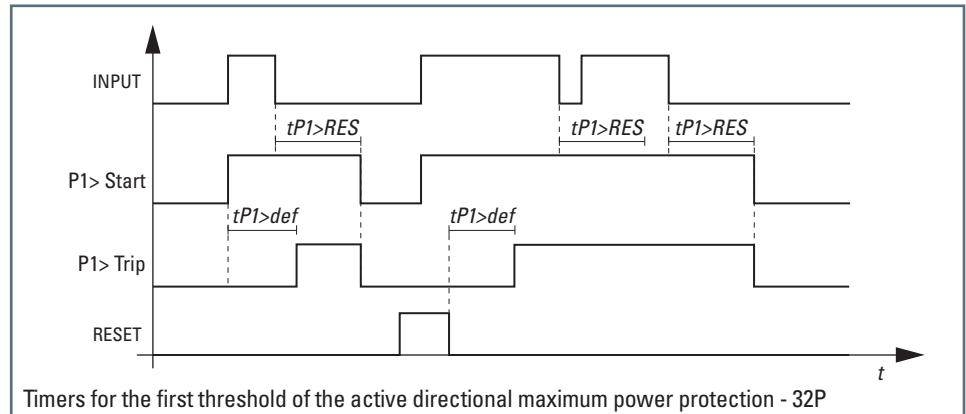 INPUT
tP1>RES tP1>RES tP1>RES
P1> Start
tP1>def tP1>def
P1> Trip
RESET
t
Timers for the first threshold of the active directional maximum power protection - 32P